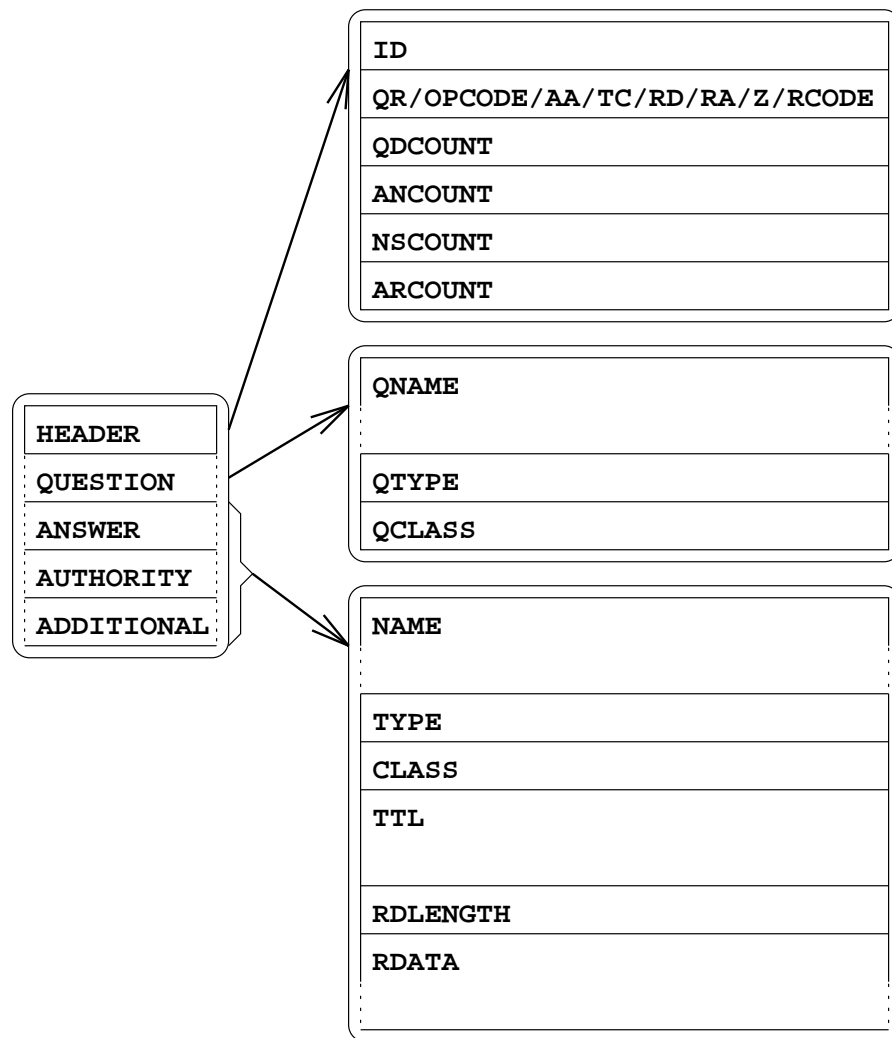 ID
QR/OPCODE/AA/TC/RD/RA/Z/RCODE
QDCOUNT
ANCOUNT
NSCOUNT
ARCOUNT
HEADER
QUESTION
ANSWER
AUTHORITY
ADDITIONAL
QNAME
QTYPE
QCLASS
NAME
TYPE
CLASS
TTL
RDLENGTH
RDATA